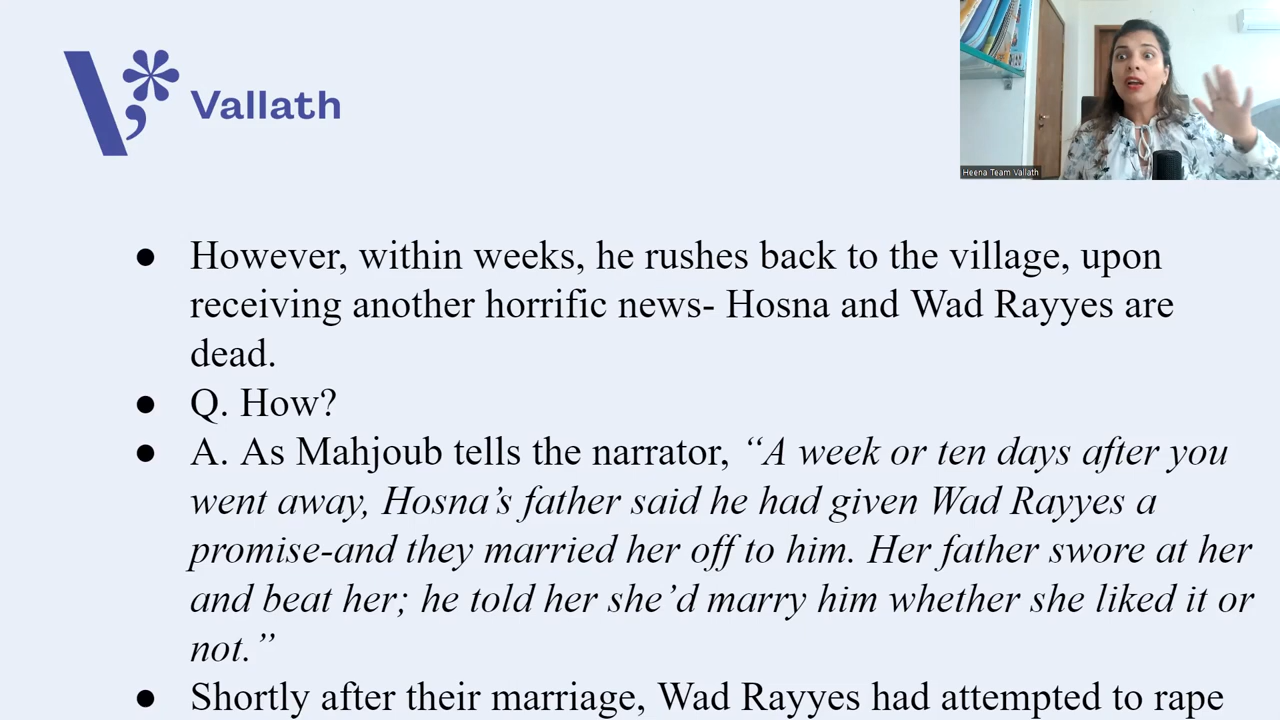 Vallath
Heena Team Vallath
● However, within weeks, he rushes back to the village, upon
receiving another horrific news- Hosna and Wad Rayyes are
dead.
● Q. How?
● A. As Mahjoub tells the narrator, “A week or ten days after you
went away, Hosna’s father said he had given Wad Rayyes a
promise-and they married her off to him. Her father swore at her
and beat her; he told her she’d marry him whether she liked it or
not.”
● Shortly after their marriage, Wad Rayyes had attempted to rape